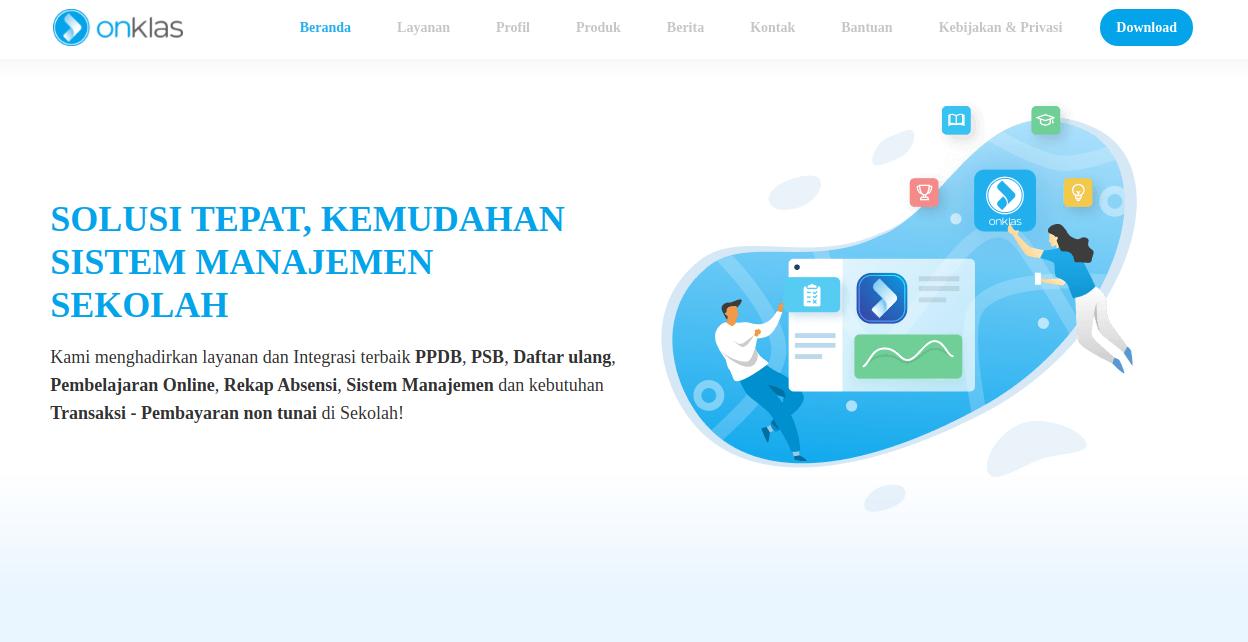 onklas
Beranda Layanan Profil Produk Berita Kontak Bantuan Kebijakan & Privasi Download
onklas
SOLUSI TEPAT, KEMUDAHAN
SISTEM MANAJEMEN
SEKOLAH
Kami menghadirkan layanan dan Integrasi terbaik PPDB, PSB, Daftar ulang,
Pembelajaran Online, Rekap Absensi, Sistem Manajemen dan kebutuhan
Transaksi - Pembayaran non tunai di Sekolah!